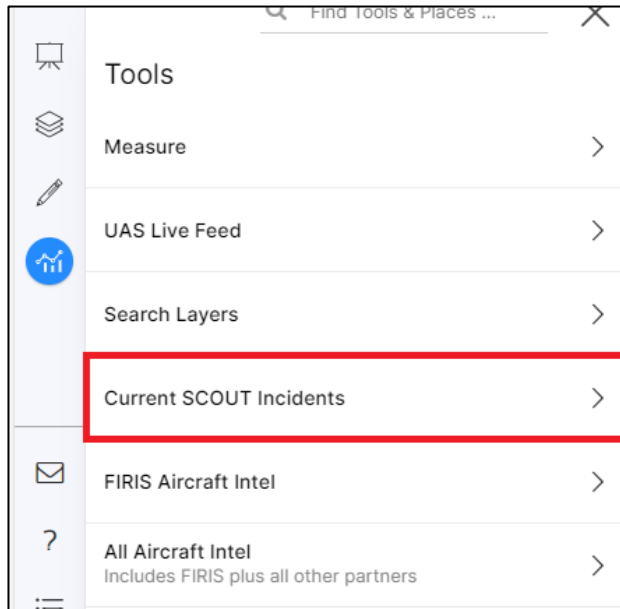 Find Tools & Places ...
Tools
Measure
UAS Live Feed
Search Layers
Current SCOUT Incidents
FIRIS Aircraft Intel
?
All Aircraft Intel
Includes FIRIS plus all other partners